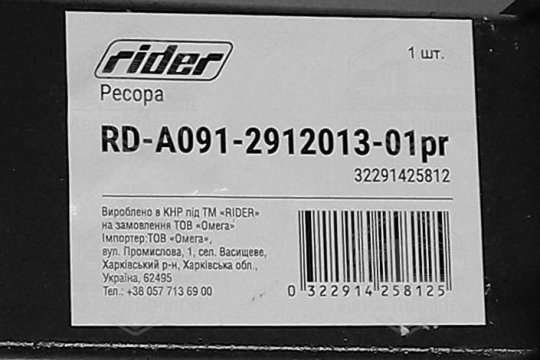 rider
1 шт.
Ресора
RD-A091-2912013-01pr
32291425812
Вироблено в КНР під ТМ «RIDER»
на замовлення ТОВ «Омега»
Імпортер:ТОВ «Омега»,
вул. Промислова, 1, сел. Васищеве,
Харківський р-н, Харківська обл.,
Україна, 62495
Тел.: +38 057 713 69 00
0 322914 258125